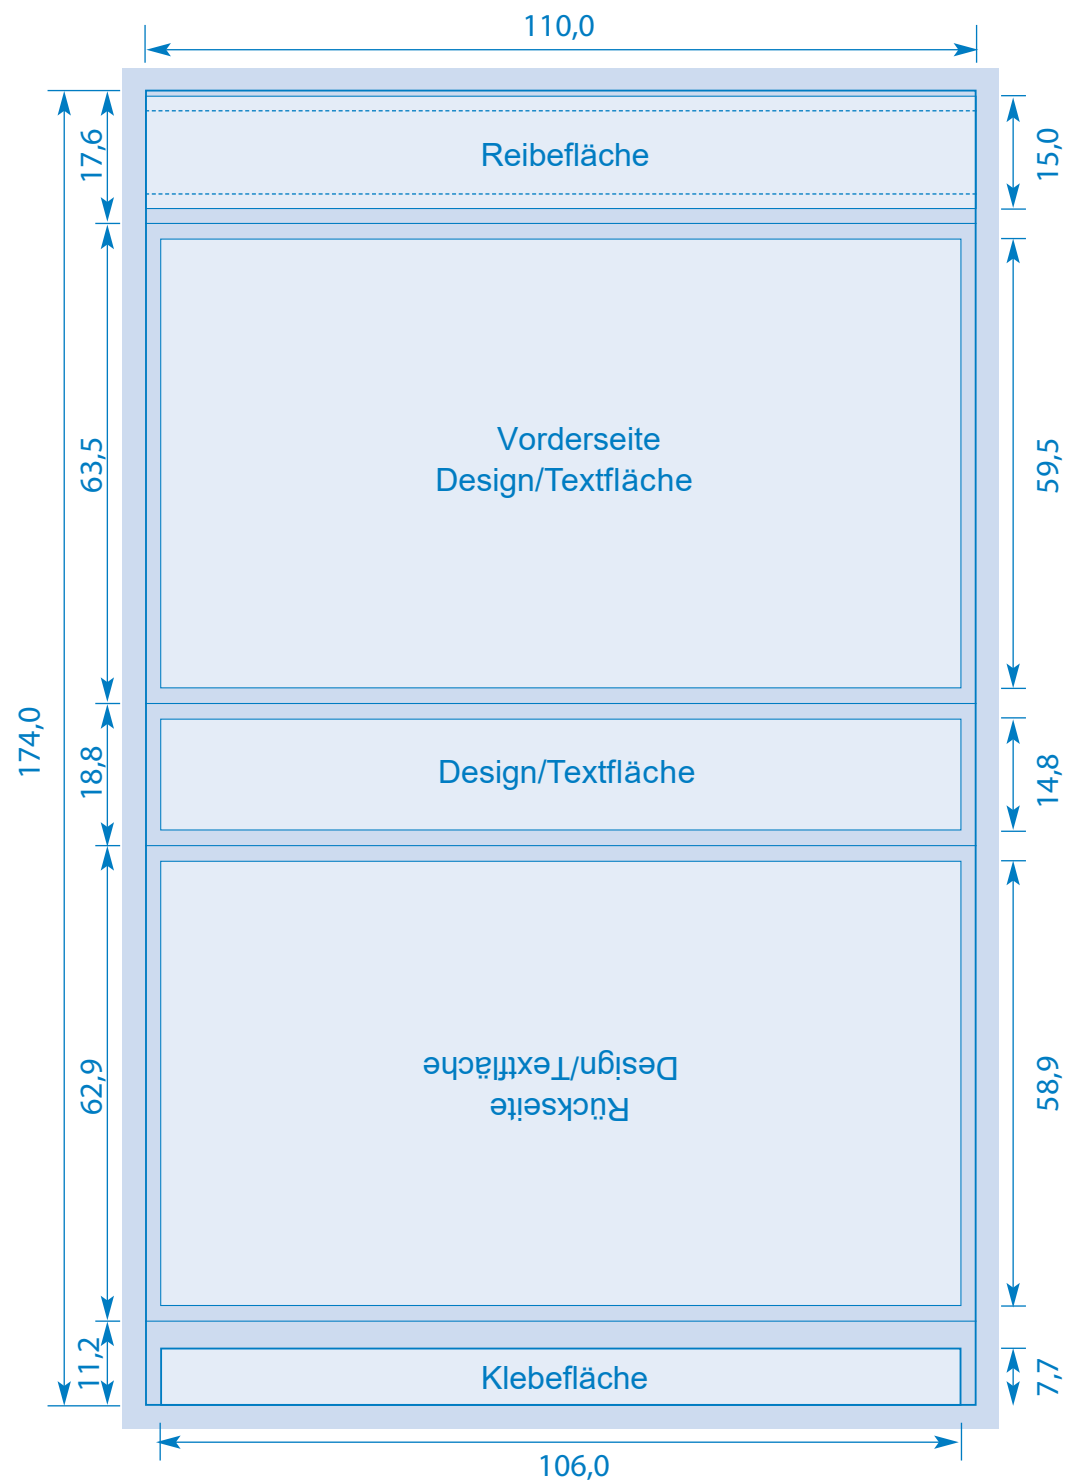 110,0
17,6
Reibefläche
15,0
63,5
Vorderseite
Design/Textfläche
59,5
174,0
18,8
Design/Textfläche
14,8
62,9
Rückseite
Design/Textfläche
58,9
11,2
Klebefläche
7,7
106,0